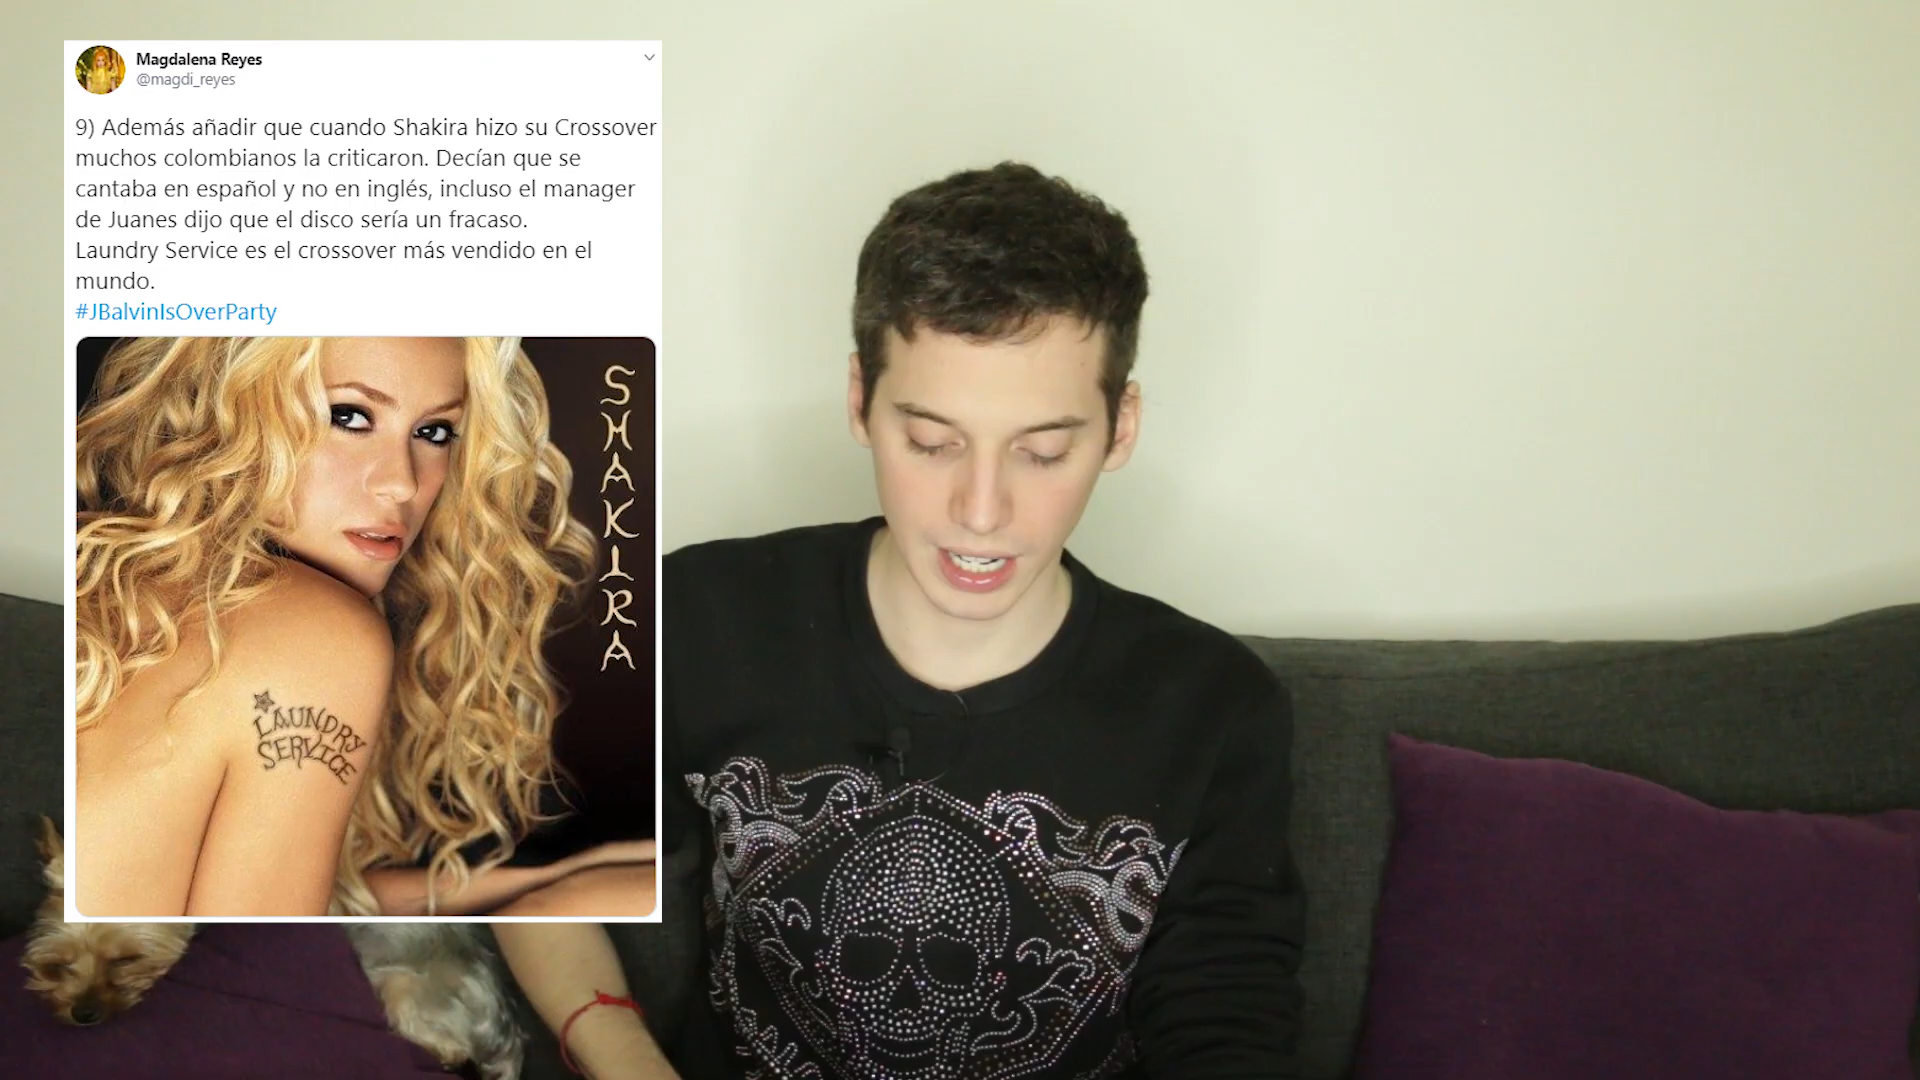 Magdalena Reyes
@magdi_reyes
9) Además añadir que cuando Shakira hizo su Crossover
muchos colombianos la criticaron. Decían que se
cantaba en español y no en inglés, incluso el manager
de Juanes dijo que el disco sería un fracaso.
Laundry Service es el crossover más vendido en el
mundo.
#JBalvinIsOverParty
SHAKIRA
LAUNDRY
SERVICE